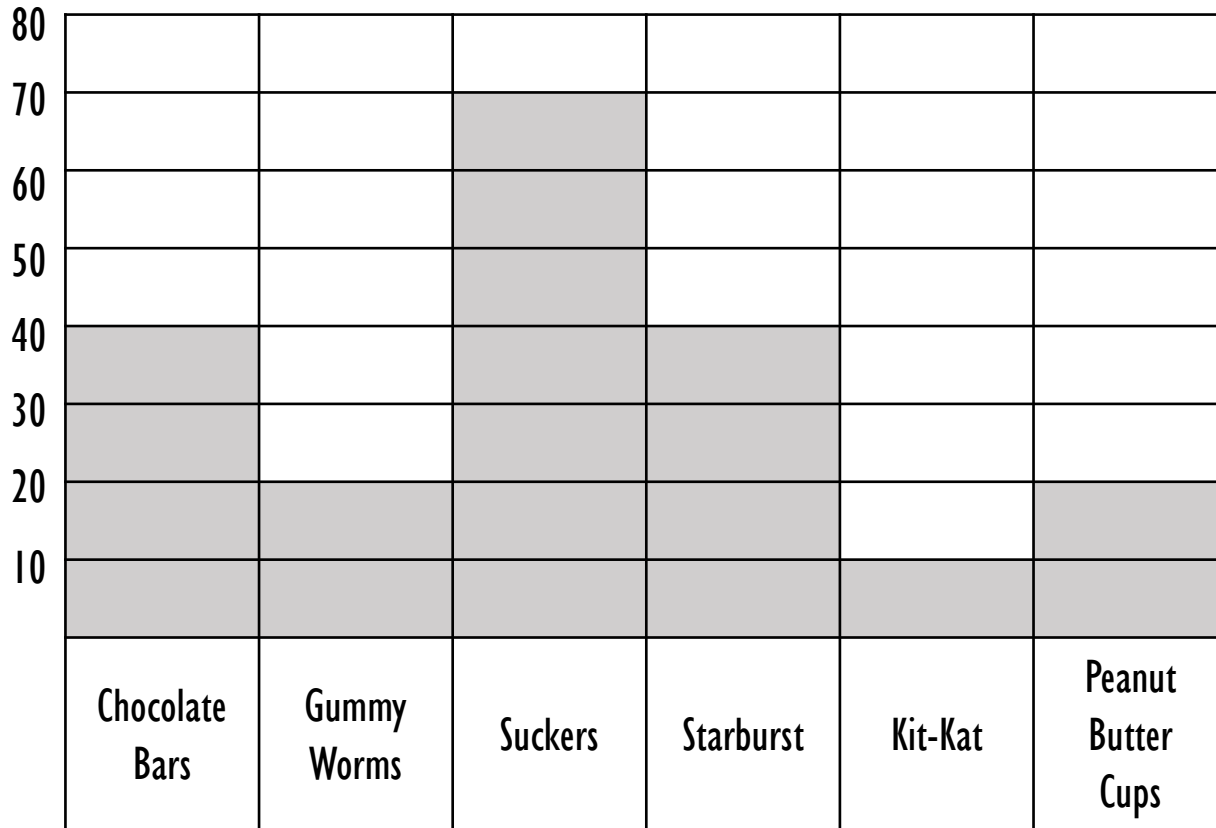 80
70
60
50
40
30
20
10
Chocolate
Bars
Gummy
Worms
Suckers
Starburst
Kit-Kat
Peanut
Butter
Cups